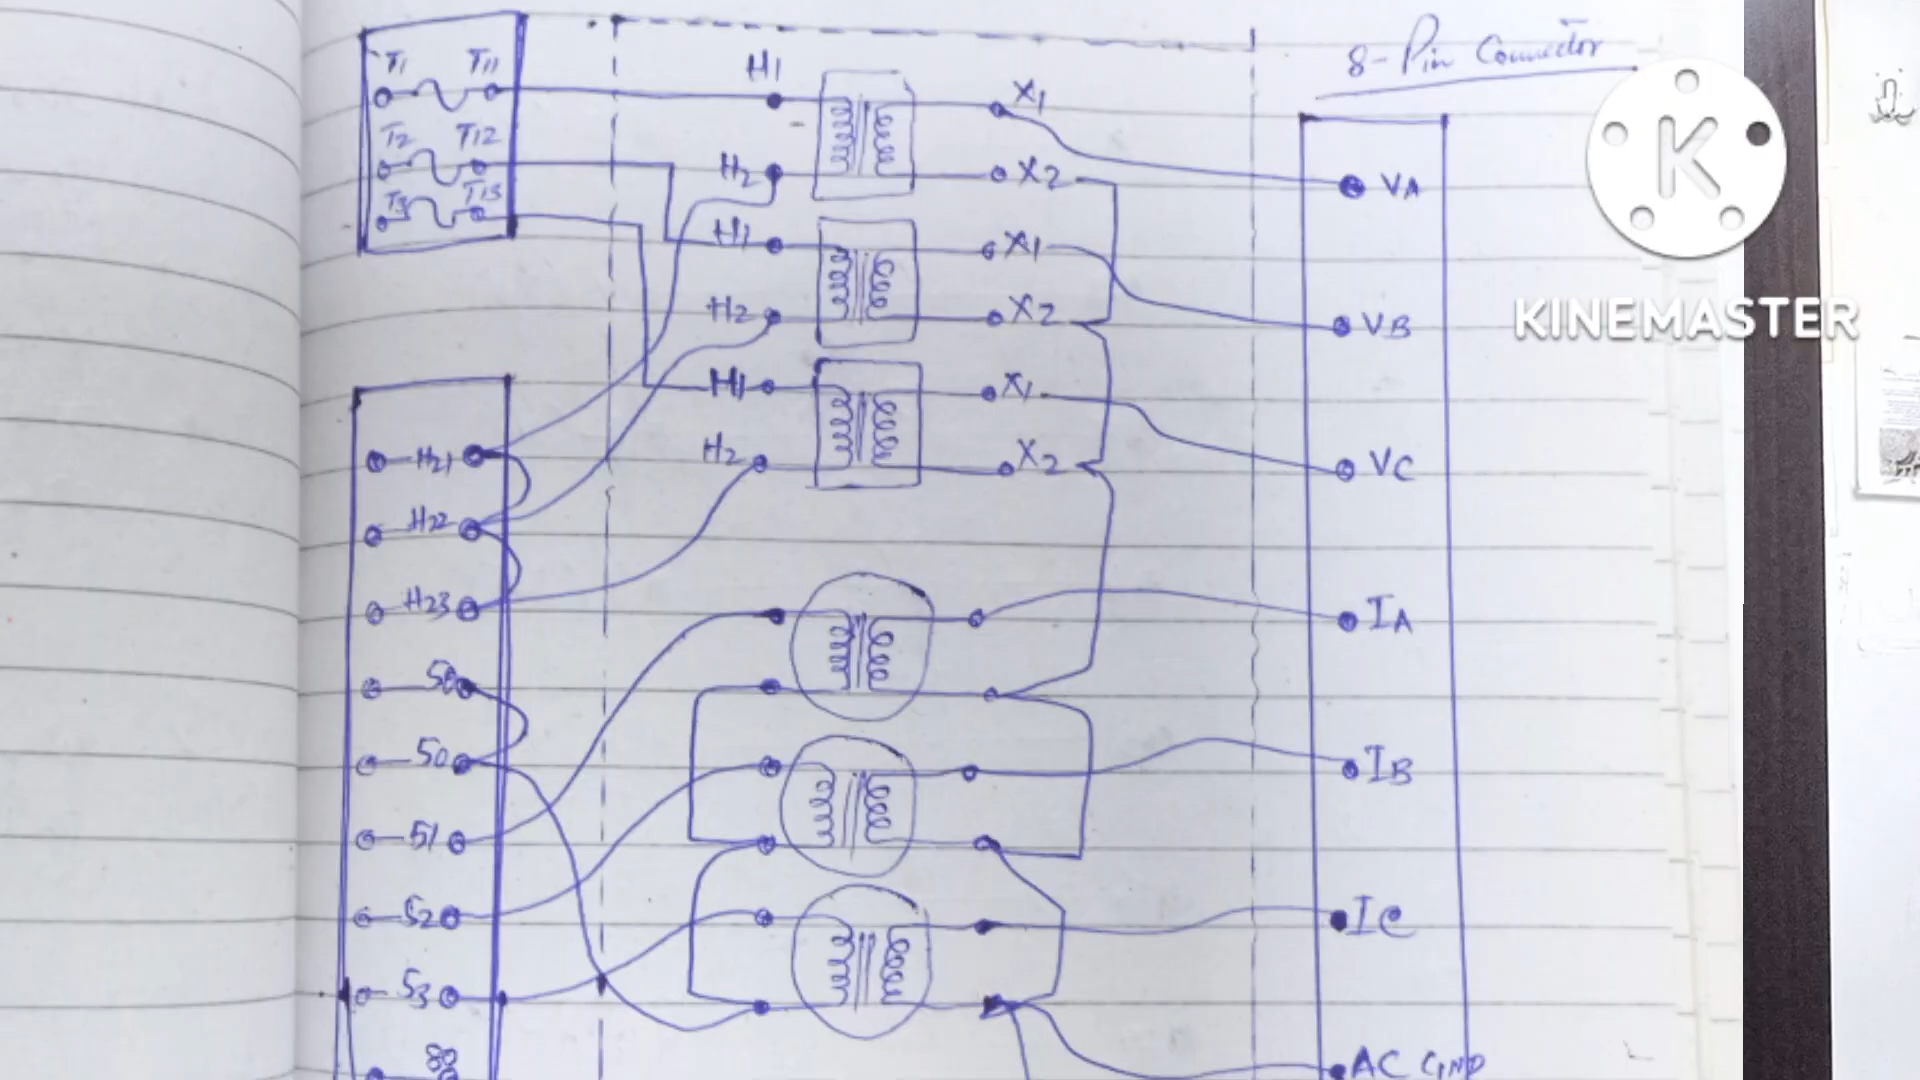 8-Pin Connector
T1 T11
T2 T12
T3 T13
H1 X1
H2 X2
H1 X1
H2 X2
H1 X1
H2 X2
VA
VB
VC
IA
IB
IC
AC GND
H21
H22
H23
50
50
51
52
53
K
KINEMASTER